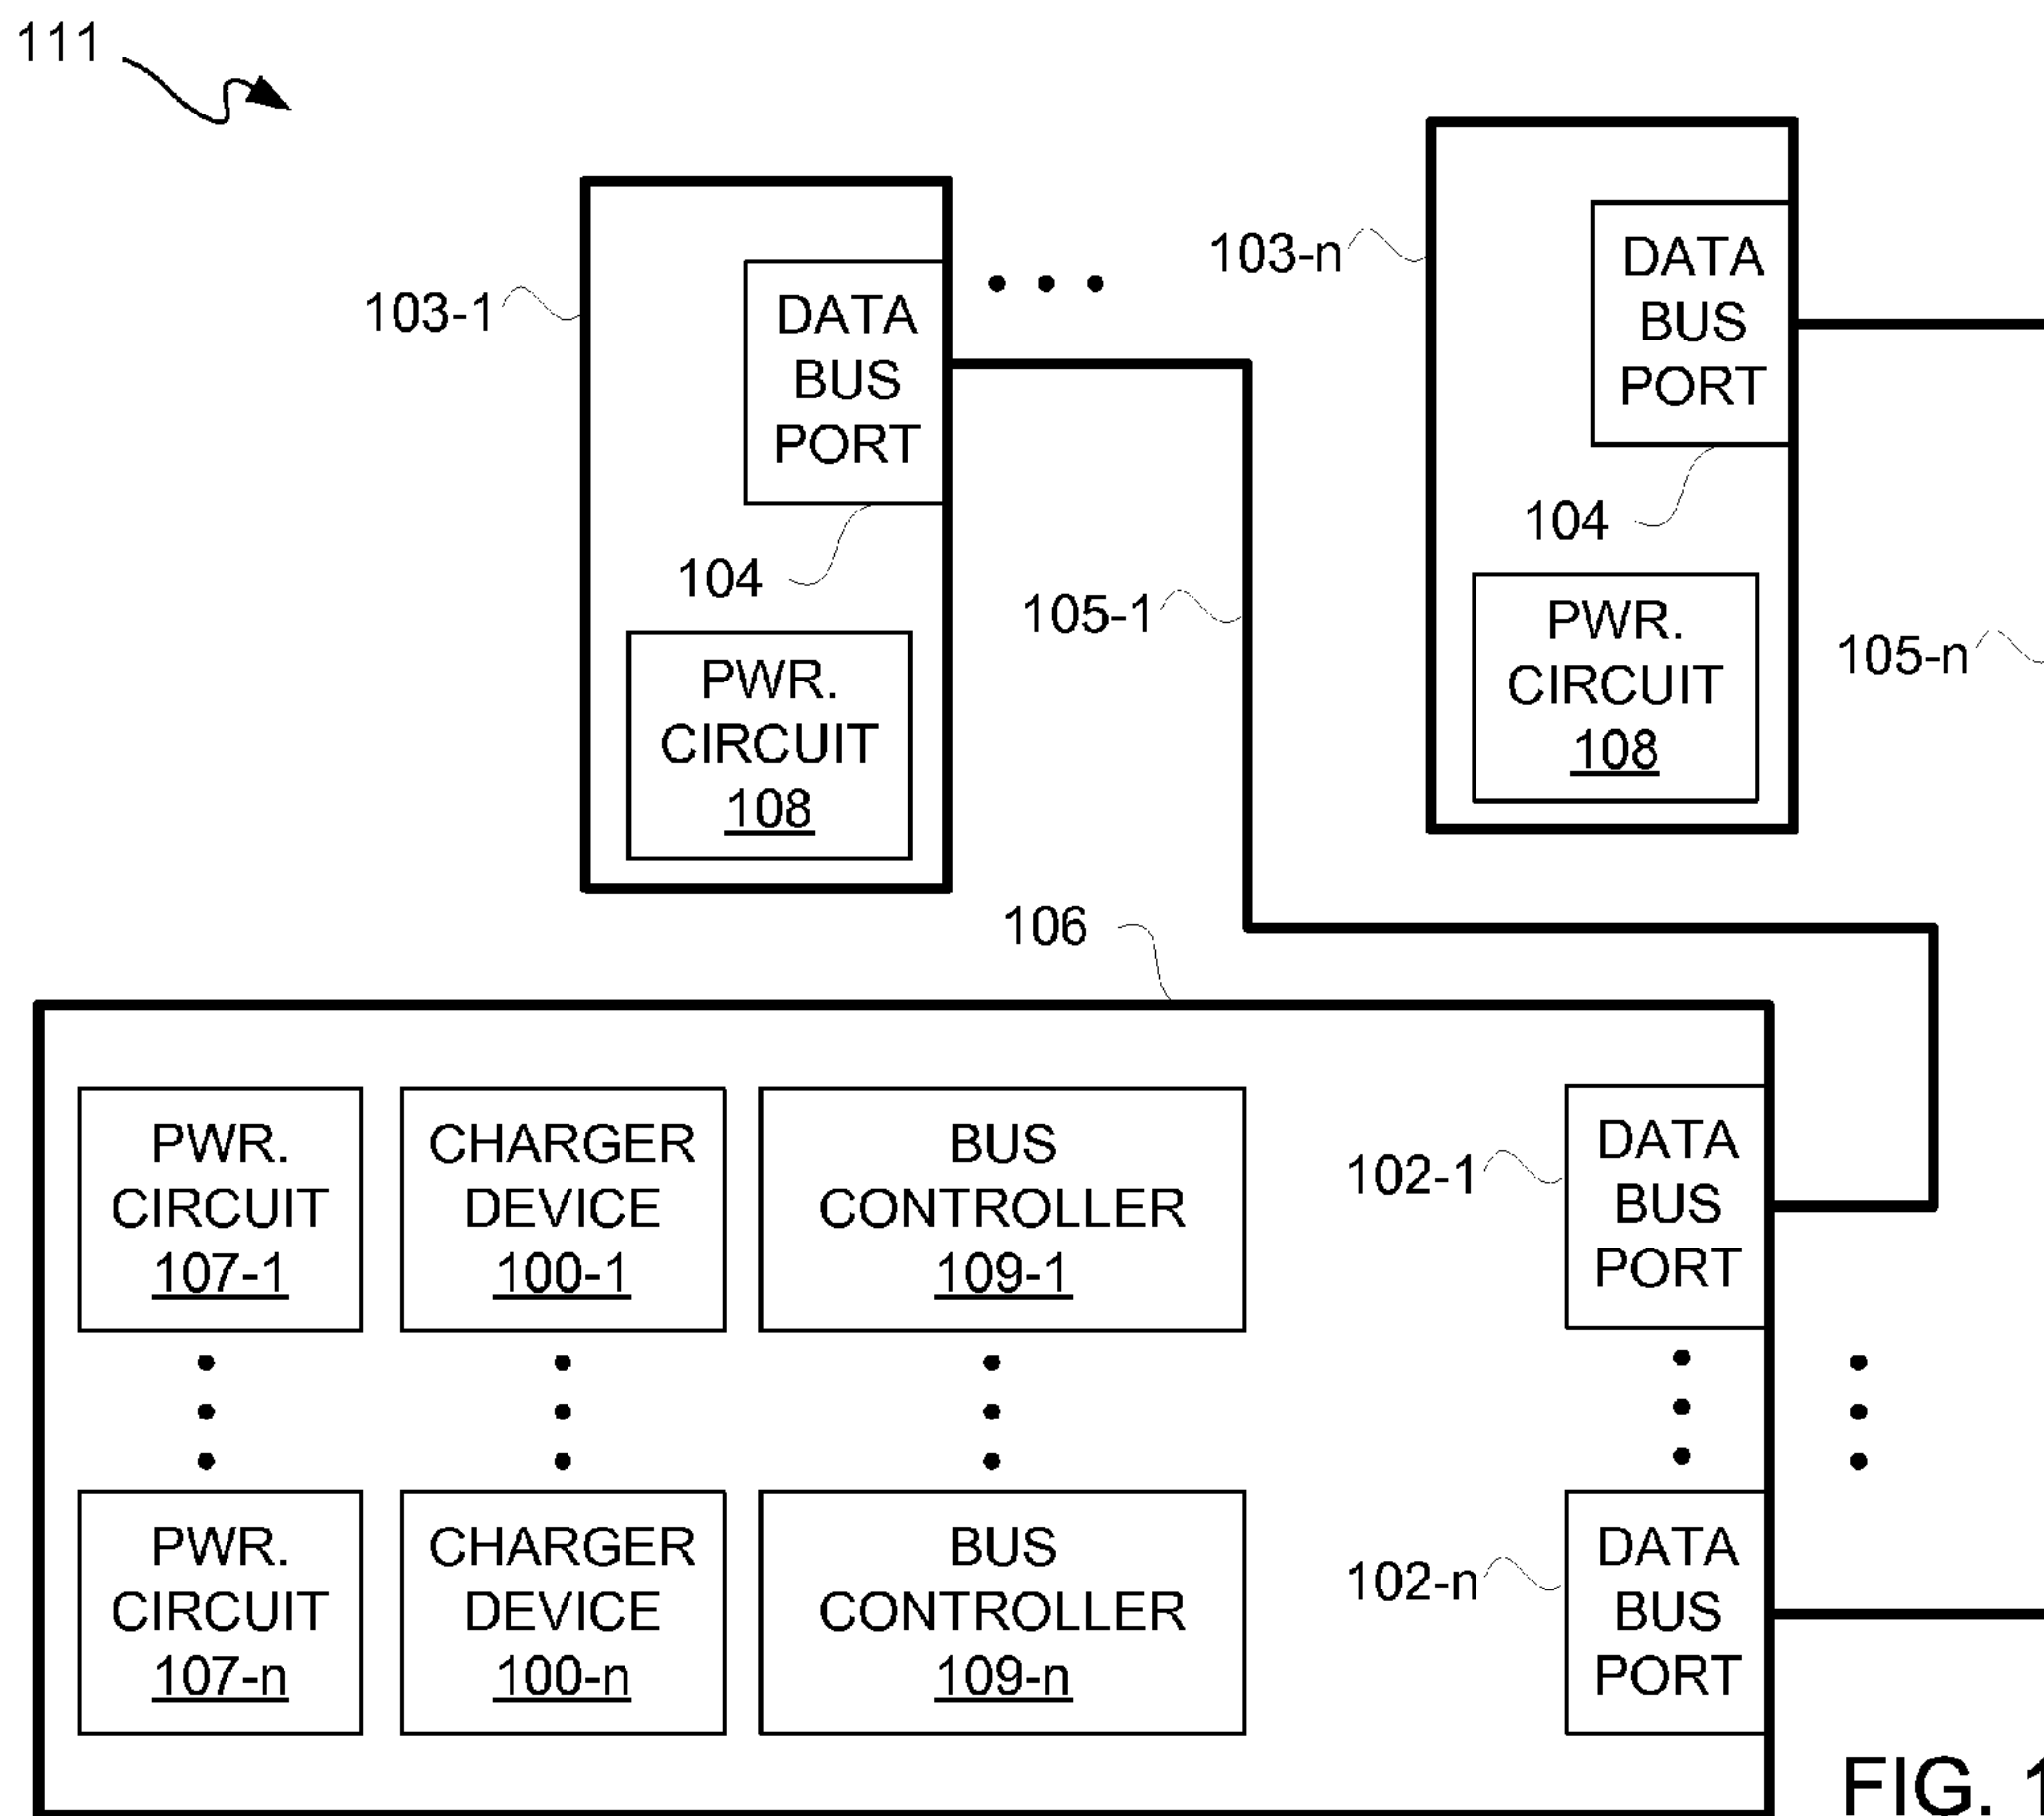 111
103-n
DATA
BUS
PORT
103-1
DATA
BUS
PORT
104
104
105-1
PWR.
CIRCUIT
108
105-n
PWR.
CIRCUIT
108
106
PWR.
CIRCUIT
107-1
CHARGER
DEVICE
100-1
BUS
CONTROLLER
109-1
102-1
DATA
BUS
PORT
PWR.
CIRCUIT
107-n
CHARGER
DEVICE
100-n
BUS
CONTROLLER
109-n
102-n
DATA
BUS
PORT
FIG. 1